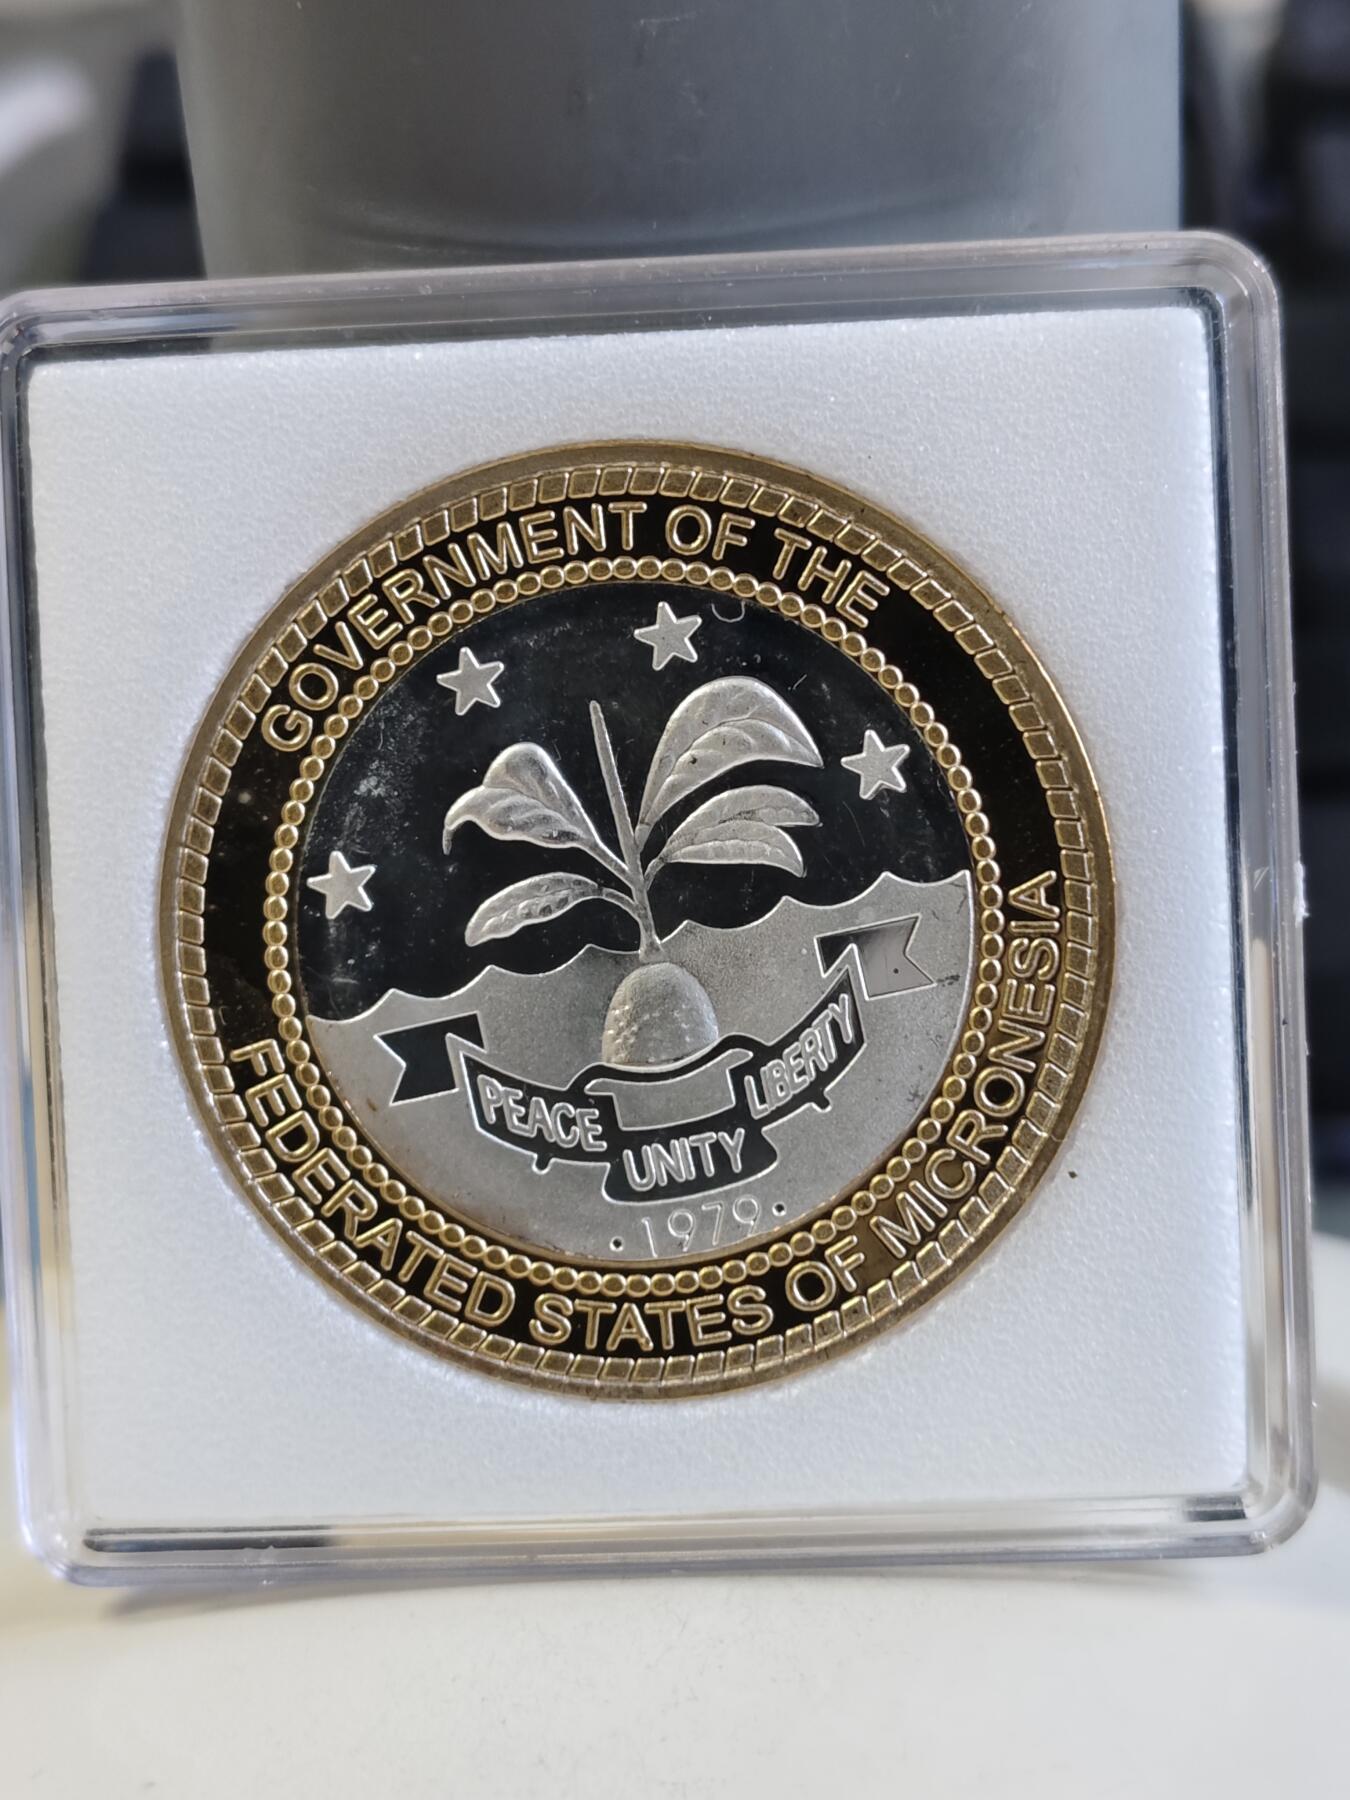 GOVERNMENT OF THE
FEDERATED STATES OF MICRONESIA
PEACE
UNITY
LIBERTY
·1979·